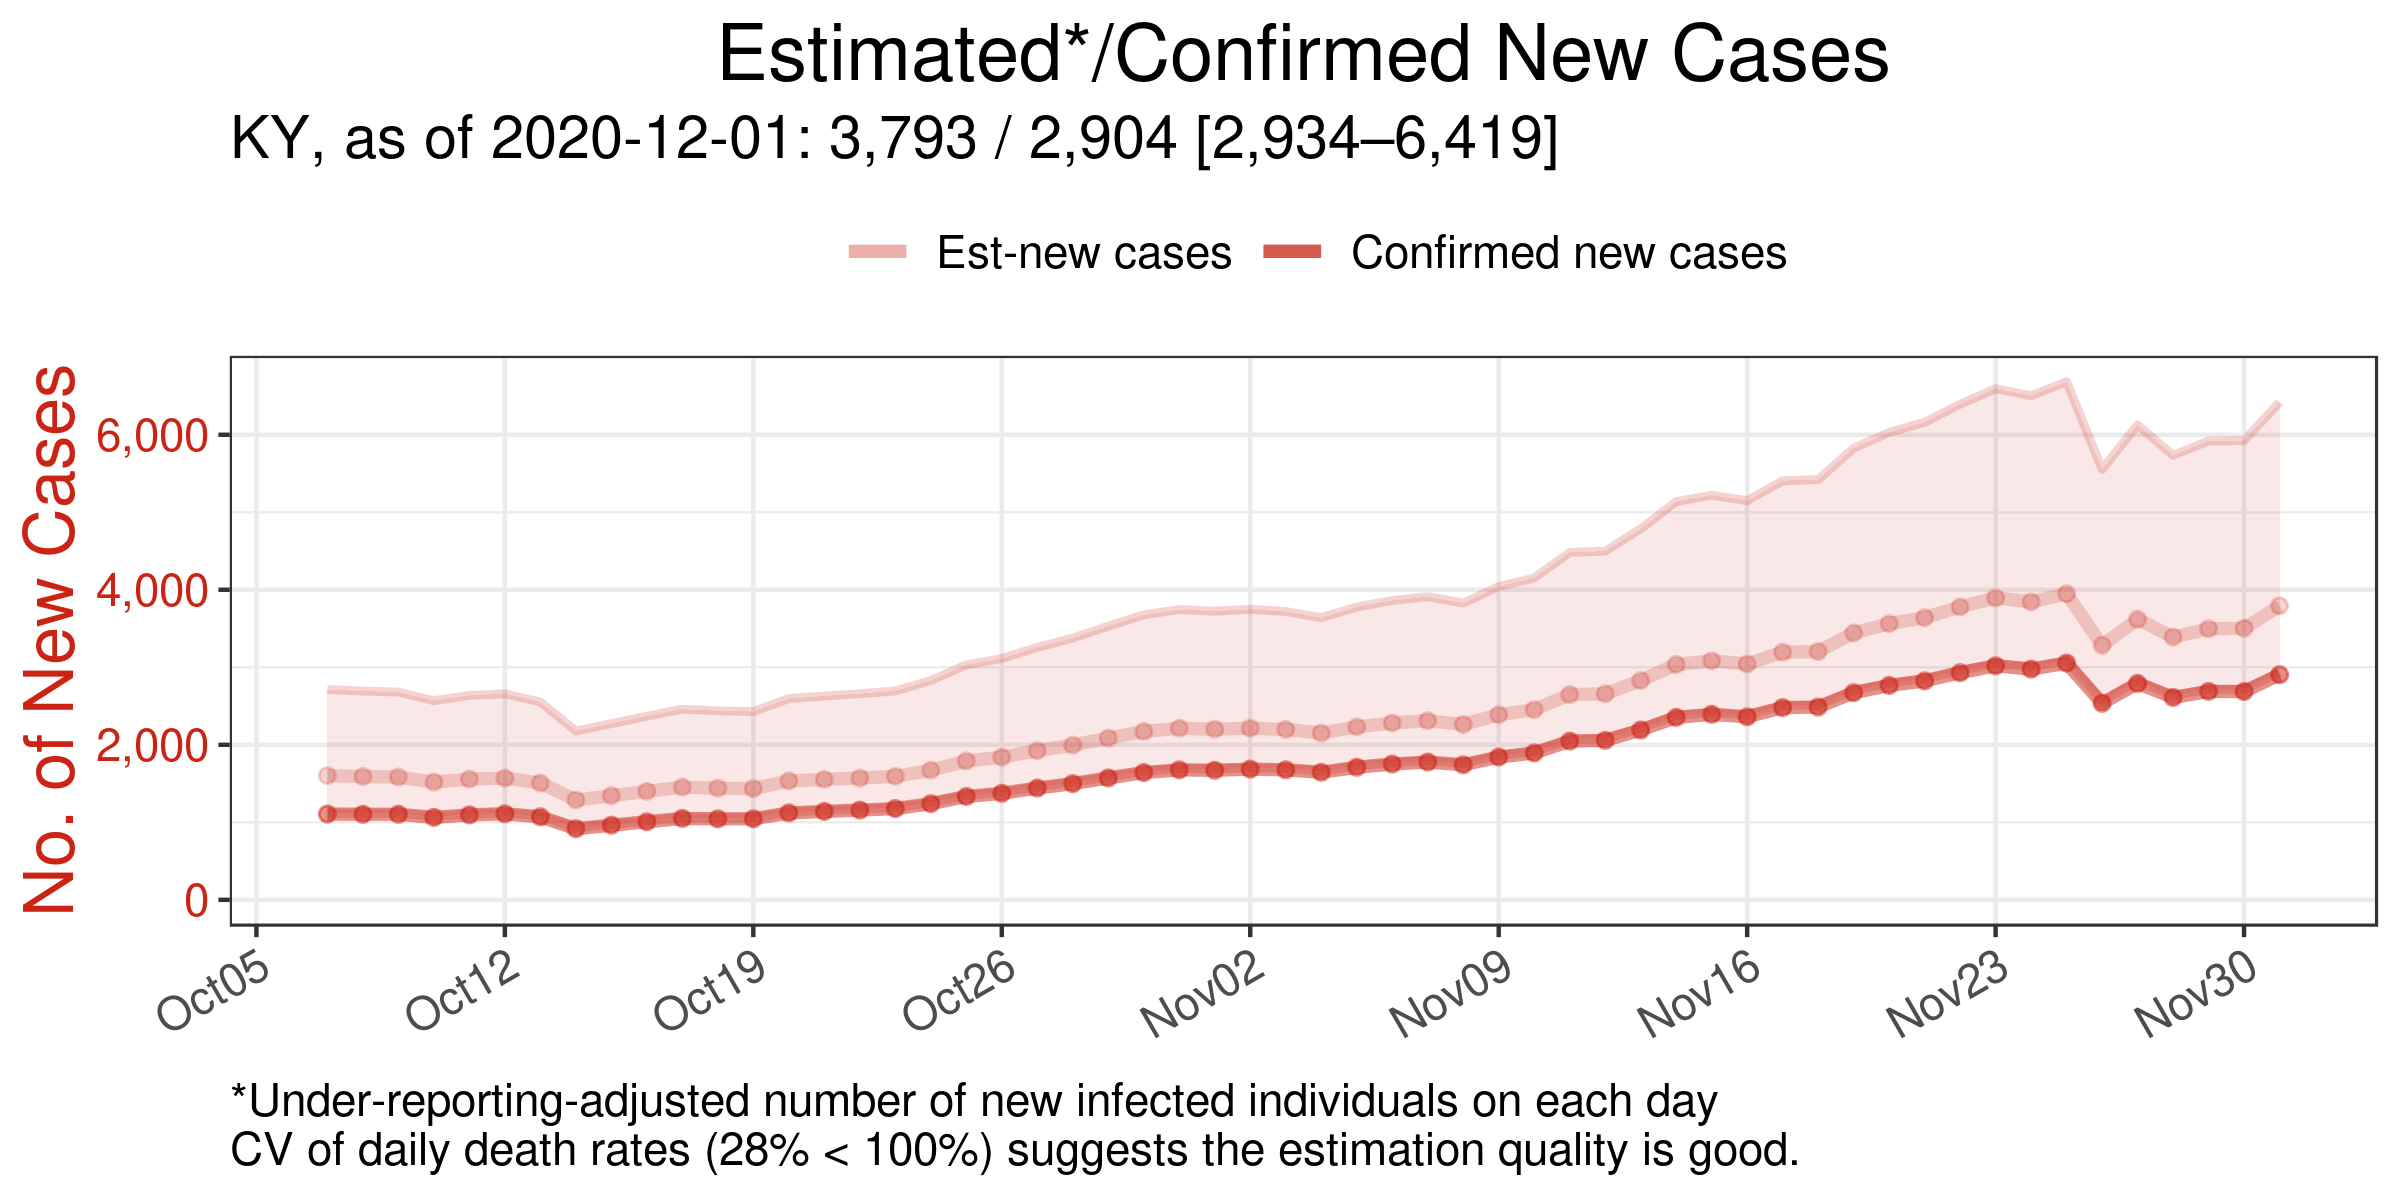 Estimated*/Confirmed New Cases
KY, as of 2020-12-01: 3,793 / 2,904 [2,934–6,419]
Est-new cases
Confirmed new cases
No. of New Cases
6,000
4,000
2,000
0
Oct05
Oct12
Oct19
Oct26
Nov02
Nov09
Nov16
Nov23
Nov30
*Under-reporting-adjusted number of new infected individuals on each day
CV of daily death rates (28% < 100%) suggests the estimation quality is good.